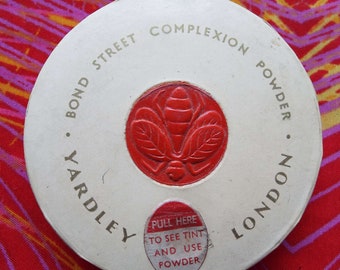 • BOND STREET COMPLEXION POWDER •
YARDLEY LONDON
PULL HERE
TO SEE TINT
AND USE
POWDER